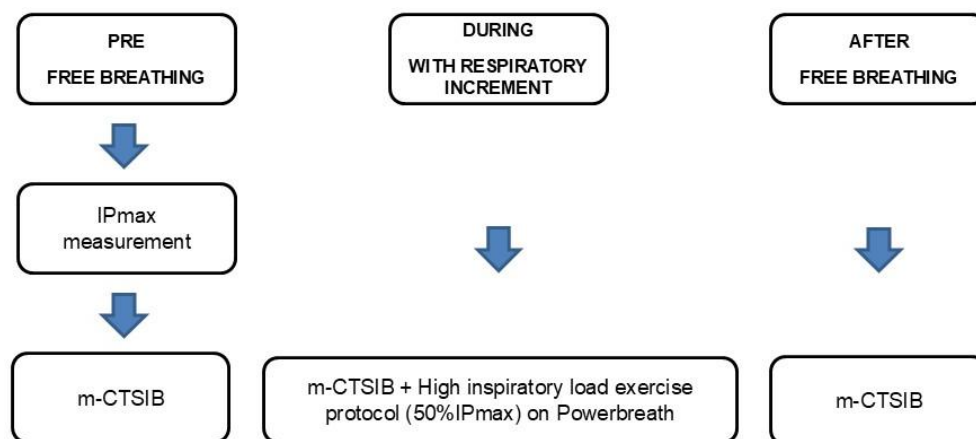 PRE
FREE BREATHING
IPmax
measurement
m-CTSIB
DURING
WITH RESPIRATORY
INCREMENT
m-CTSIB + High inspiratory load exercise
protocol (50%IPmax) on Powerbreath
AFTER
FREE BREATHING
m-CTSIB